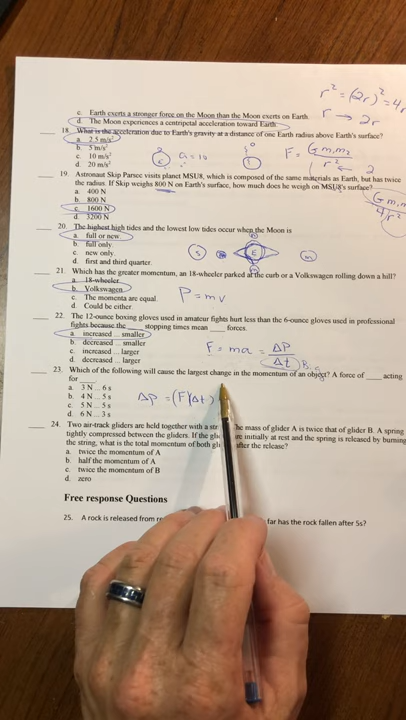 r² = (2r)² = 4r
r → 2r
c. Earth exerts a stronger force on the Moon than the Moon exerts on Earth.
d. The Moon experiences a centripetal acceleration toward Earth.
18. What is the acceleration due to Earth's gravity at a distance of one Earth radius above Earth's surface?
a. 2.5 m/s²
b. 5 m/s²
c. 10 m/s²
d. 20 m/s²
F = Gm₁m₂
r² ← 2
19. Astronaut Skip Parsec visits planet MSU8, which is composed of the same materials as Earth, but has twice
the radius. If Skip weighs 800 N on Earth's surface, how much does he weigh on MSU8's surface?
a. 400 N
b. 800 N
c. 1600 N
d. 3200 N
4r²
20. The highest high tides and the lowest low tides occur when the Moon is
a. full or new.
b. full only.
c. new only.
d. first and third quarter.
S E m
21. Which has the greater momentum, an 18-wheeler parked at the curb or a Volkswagen rolling down a hill?
a. 18-wheeler
b. Volkswagen
c. The momenta are equal.
d. Could be either
P = mv
22. The 12-ounce boxing gloves used in amateur fights hurt less than the 6-ounce gloves used in professional
fights because the ____ stopping times mean ____ forces.
a. increased ... smaller
b. decreased ... smaller
c. increased ... larger
d. decreased ... larger
F = ma = ΔP
Δt
23. Which of the following will cause the largest change in the momentum of an object? A force of ____ acting
for ____
a. 3 N ... 6 s
b. 4 N ... 5 s
c. 5 N ... 5 s
d. 6 N ... 3 s
ΔP = (F)(Δt)
24. Two air-track gliders are held together with a The mass of glider A is twice that of glider B. A spring
tightly compressed between the gliders. If the are initially at rest and the spring is released by burning
the string, what is the total momentum of both after the release?
a. twice the momentum of A
b. half the momentum of A
c. twice the momentum of B
d. zero
Free response Questions
25. A rock is released from far has the rock fallen after 5s?